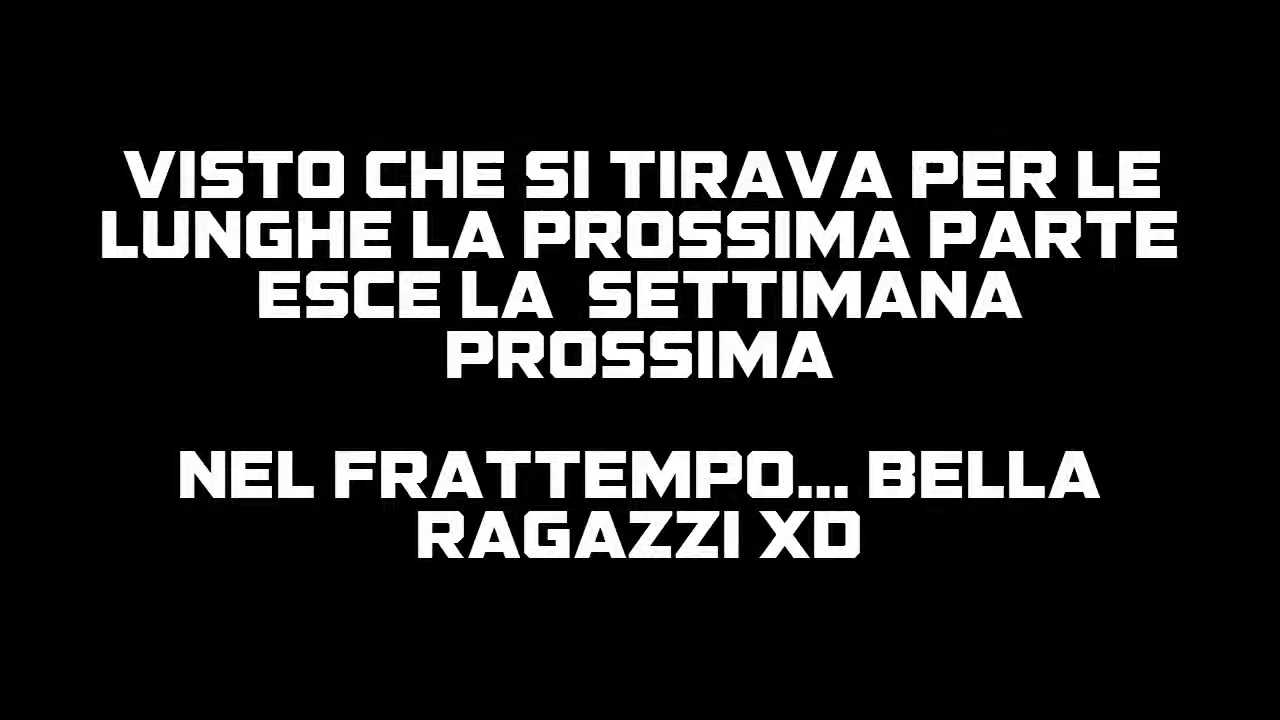 VISTO CHE SI TIRAVA PER LE
LUNGHE LA PROSSIMA PARTE
ESCE LA  SETTIMANA
PROSSIMA
NEL FRATTEMPO... BELLA
RAGAZZI XD